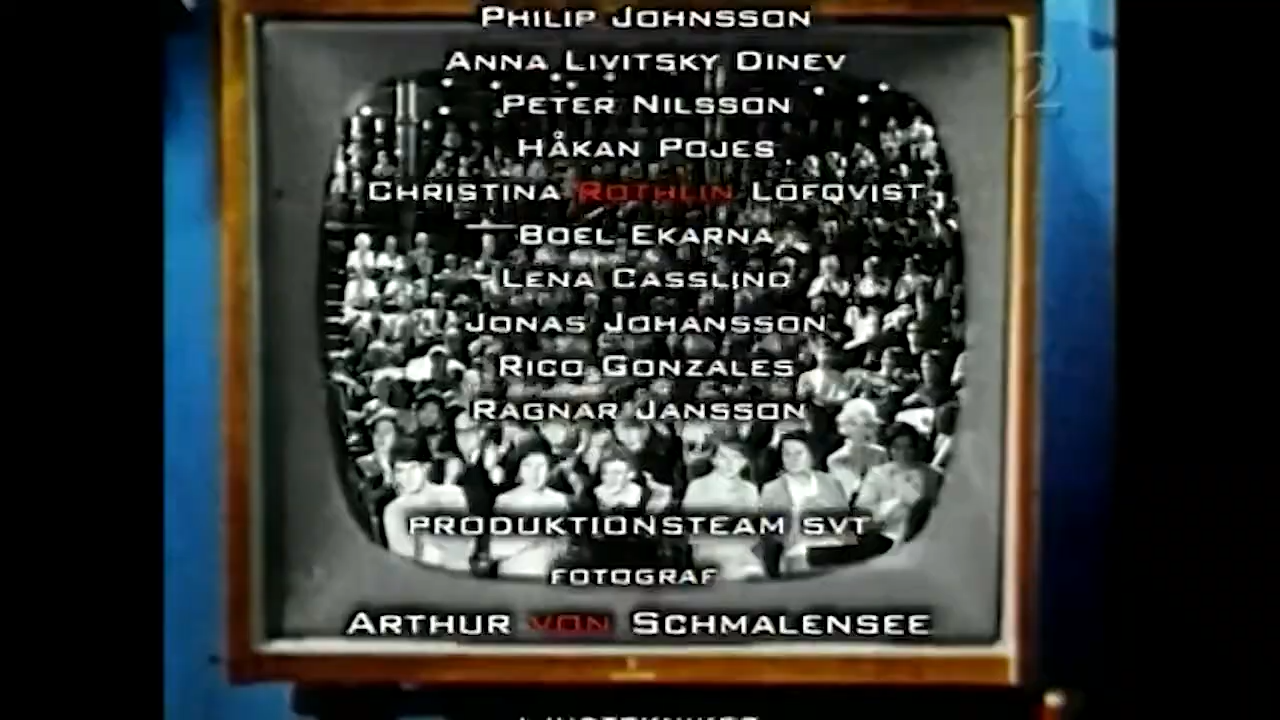 PHILIP JOHNSSON
ANNA LIVITSKY DINEV
2
PETER NILSSON
HÅKAN POJES
CHRISTINA ROTHLIN LÖFQVIST
BOEL EKARNA
LENA CASSLIND
JONAS JOHANSSON
RICO GONZALES
RAGNAR JANSSON
PRODUKTIONSTEAM SVT
FOTOGRAF
ARTHUR VON SCHMALENSEE